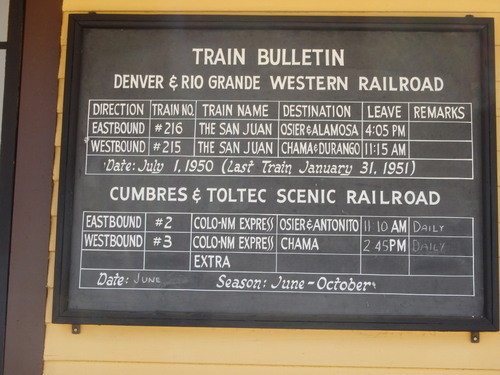 TRAIN BULLETIN
DENVER & RIO GRANDE WESTERN RAILROAD
DIRECTION TRAIN NO. TRAIN NAME DESTINATION LEAVE REMARKS
EASTBOUND #216 THE SAN JUAN OSIER & ALAMOSA 4:05 PM
WESTBOUND #215 THE SAN JUAN CHAMA & DURANGO 11:15 AM
Date: July 1, 1950 (Last Train January 31, 1951)
CUMBRES & TOLTEC SCENIC RAILROAD
EASTBOUND #2 COLO-NM EXPRESS OSIER & ANTONITO 11:10 AM DAILY
WESTBOUND #3 COLO-NM EXPRESS CHAMA 2:45 PM DAILY
EXTRA
Date: JUNE Season: June - October